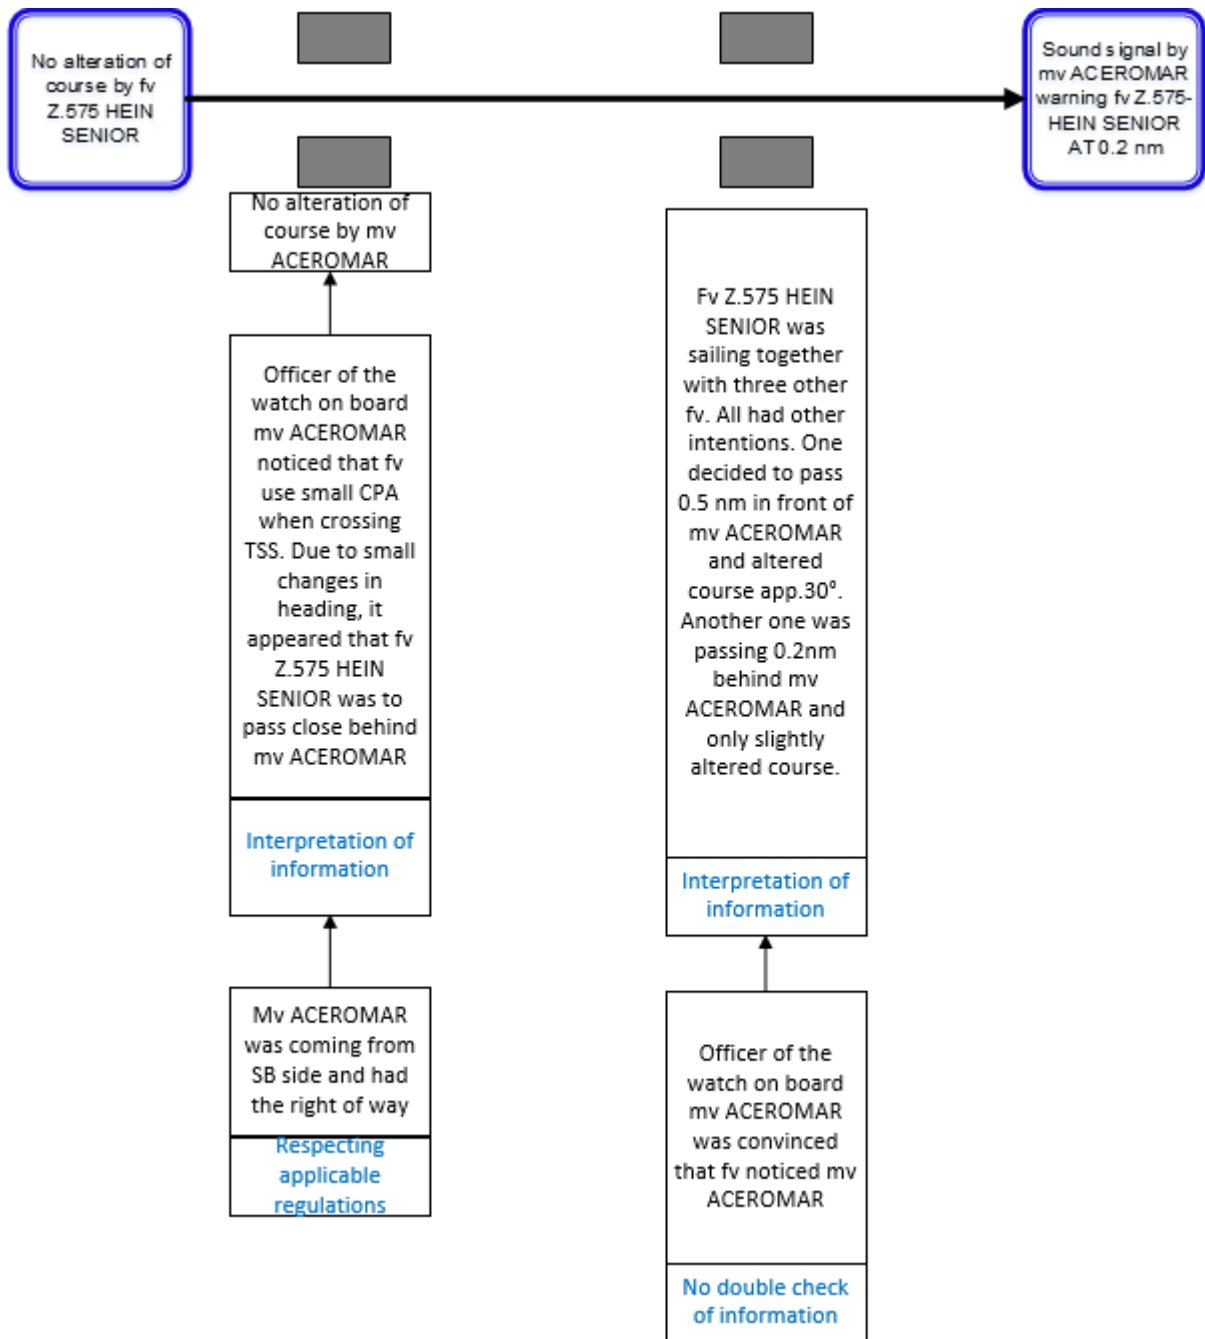 No alteration of
course by fv
Z.575 HEIN
SENIOR
Sound signal by
mv ACEROMAR
warning fv Z.575-
HEIN SENIOR
AT 0.2 nm
No alteration of
course by mv
ACEROMAR
Officer of the
watch on board
mv ACEROMAR
noticed that fv
use small CPA
when crossing
TSS. Due to small
changes in
heading, it
appeared that fv
Z.575 HEIN
SENIOR was to
pass close behind
mv ACEROMAR
Interpretation of
information
Mv ACEROMAR
was coming from
SB side and had
the right of way
Respecting
applicable
regulations
Fv Z.575 HEIN
SENIOR was
sailing together
with three other
fv. All had other
intentions. One
decided to pass
0.5 nm in front of
mv ACEROMAR
and altered
course app.30°.
Another one was
passing 0.2nm
behind mv
ACEROMAR and
only slightly
altered course.
Interpretation of
information
Officer of the
watch on board
mv ACEROMAR
was convinced
that fv noticed mv
ACEROMAR
No double check
of information